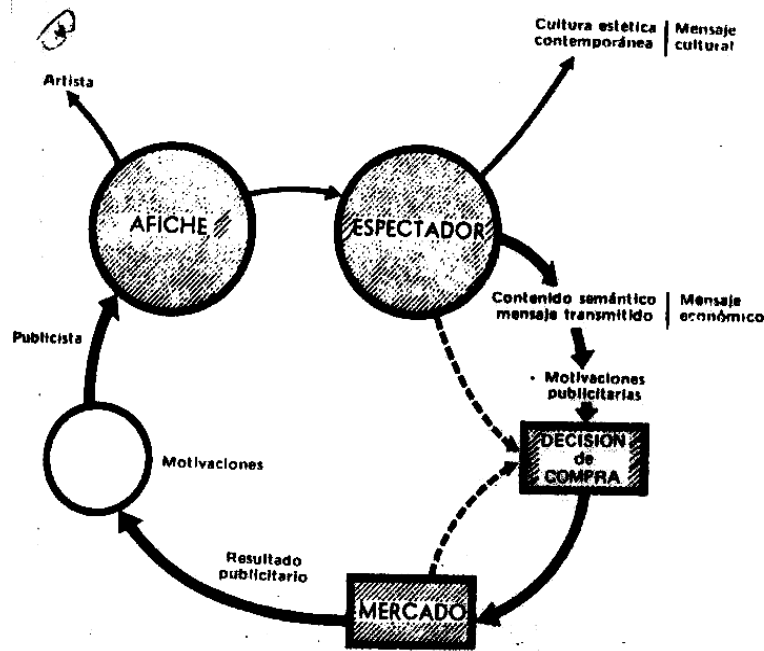 Cultura estética | Mensaje
contemporánea | cultural
Artista
AFICHE
ESPECTADOR
Contenido semántico | Mensaje
mensaje transmitido | económico
Publicista
Motivaciones
publicitarias
DECISION
de
COMPRA
Motivaciones
Resultado
publicitario
MERCADO